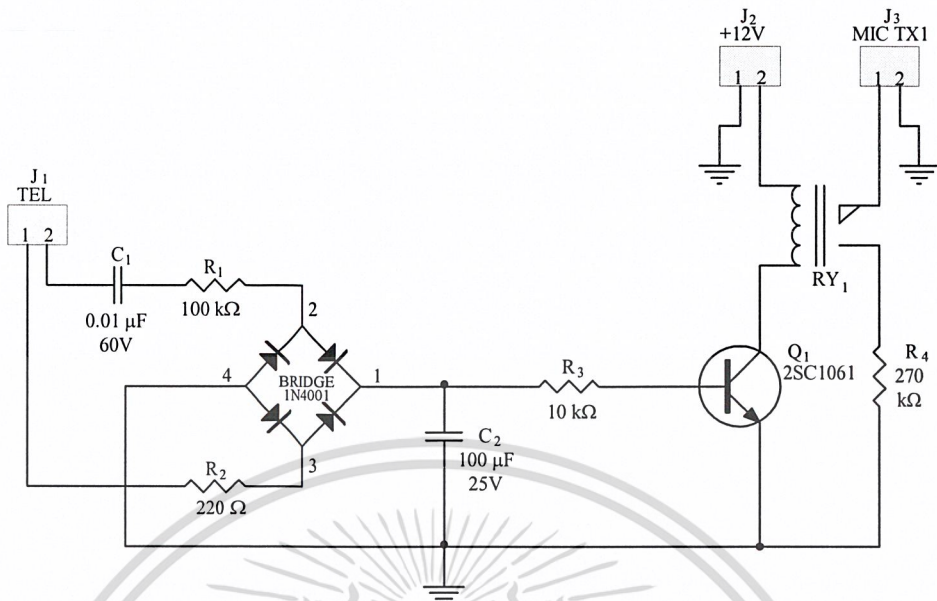 J₂
+12V
1 2
J₃
MIC TX1
1 2
J₁
TEL
1 2
C₁
0.01 µF
60V
R₁
100 kΩ
2
4
BRIDGE
1N4001
1
3
R₂
220 Ω
C₂
100 µF
25V
R₃
10 kΩ
RY₁
Q₁
2SC1061
R₄
270
kΩ